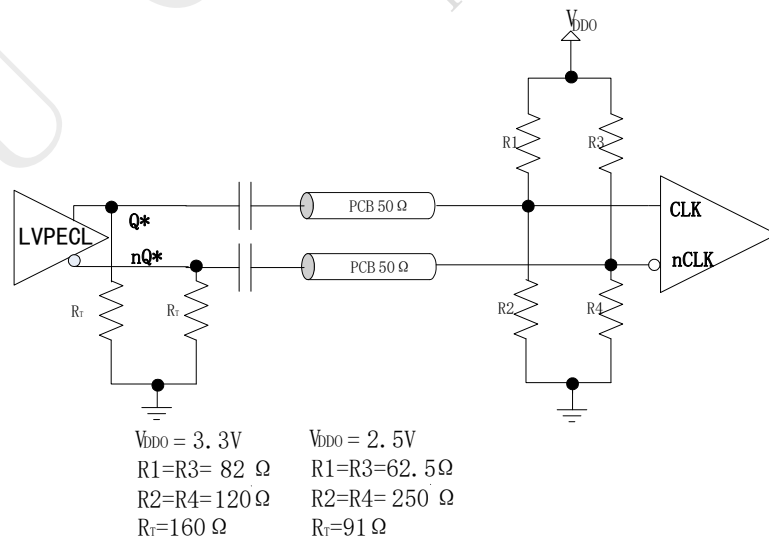 VDDO
R1
R3
PCB 50 Ω
CLK
Q*
LVPECL
nQ*
nCLK
PCB 50 Ω
RT
RT
R2
R4
VDDO = 3.3V
VDDO = 2.5V
R1=R3= 82 Ω
R1=R3=62.5Ω
R2=R4=120Ω
R2=R4= 250 Ω
RT=160 Ω
RT=91 Ω